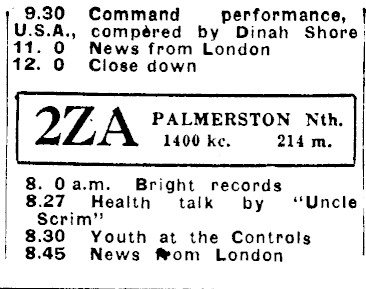 9.30 Command performance,
U.S.A., compèred by Dinah Shore
11. 0 News from London
12. 0 Close down
2ZA PALMERSTON Nth.
1400 kc. 214 m.
8. 0 a.m. Bright records
8.27 Health talk by "Uncle
Scrim"
8.30 Youth at the Controls
8.45 News from London